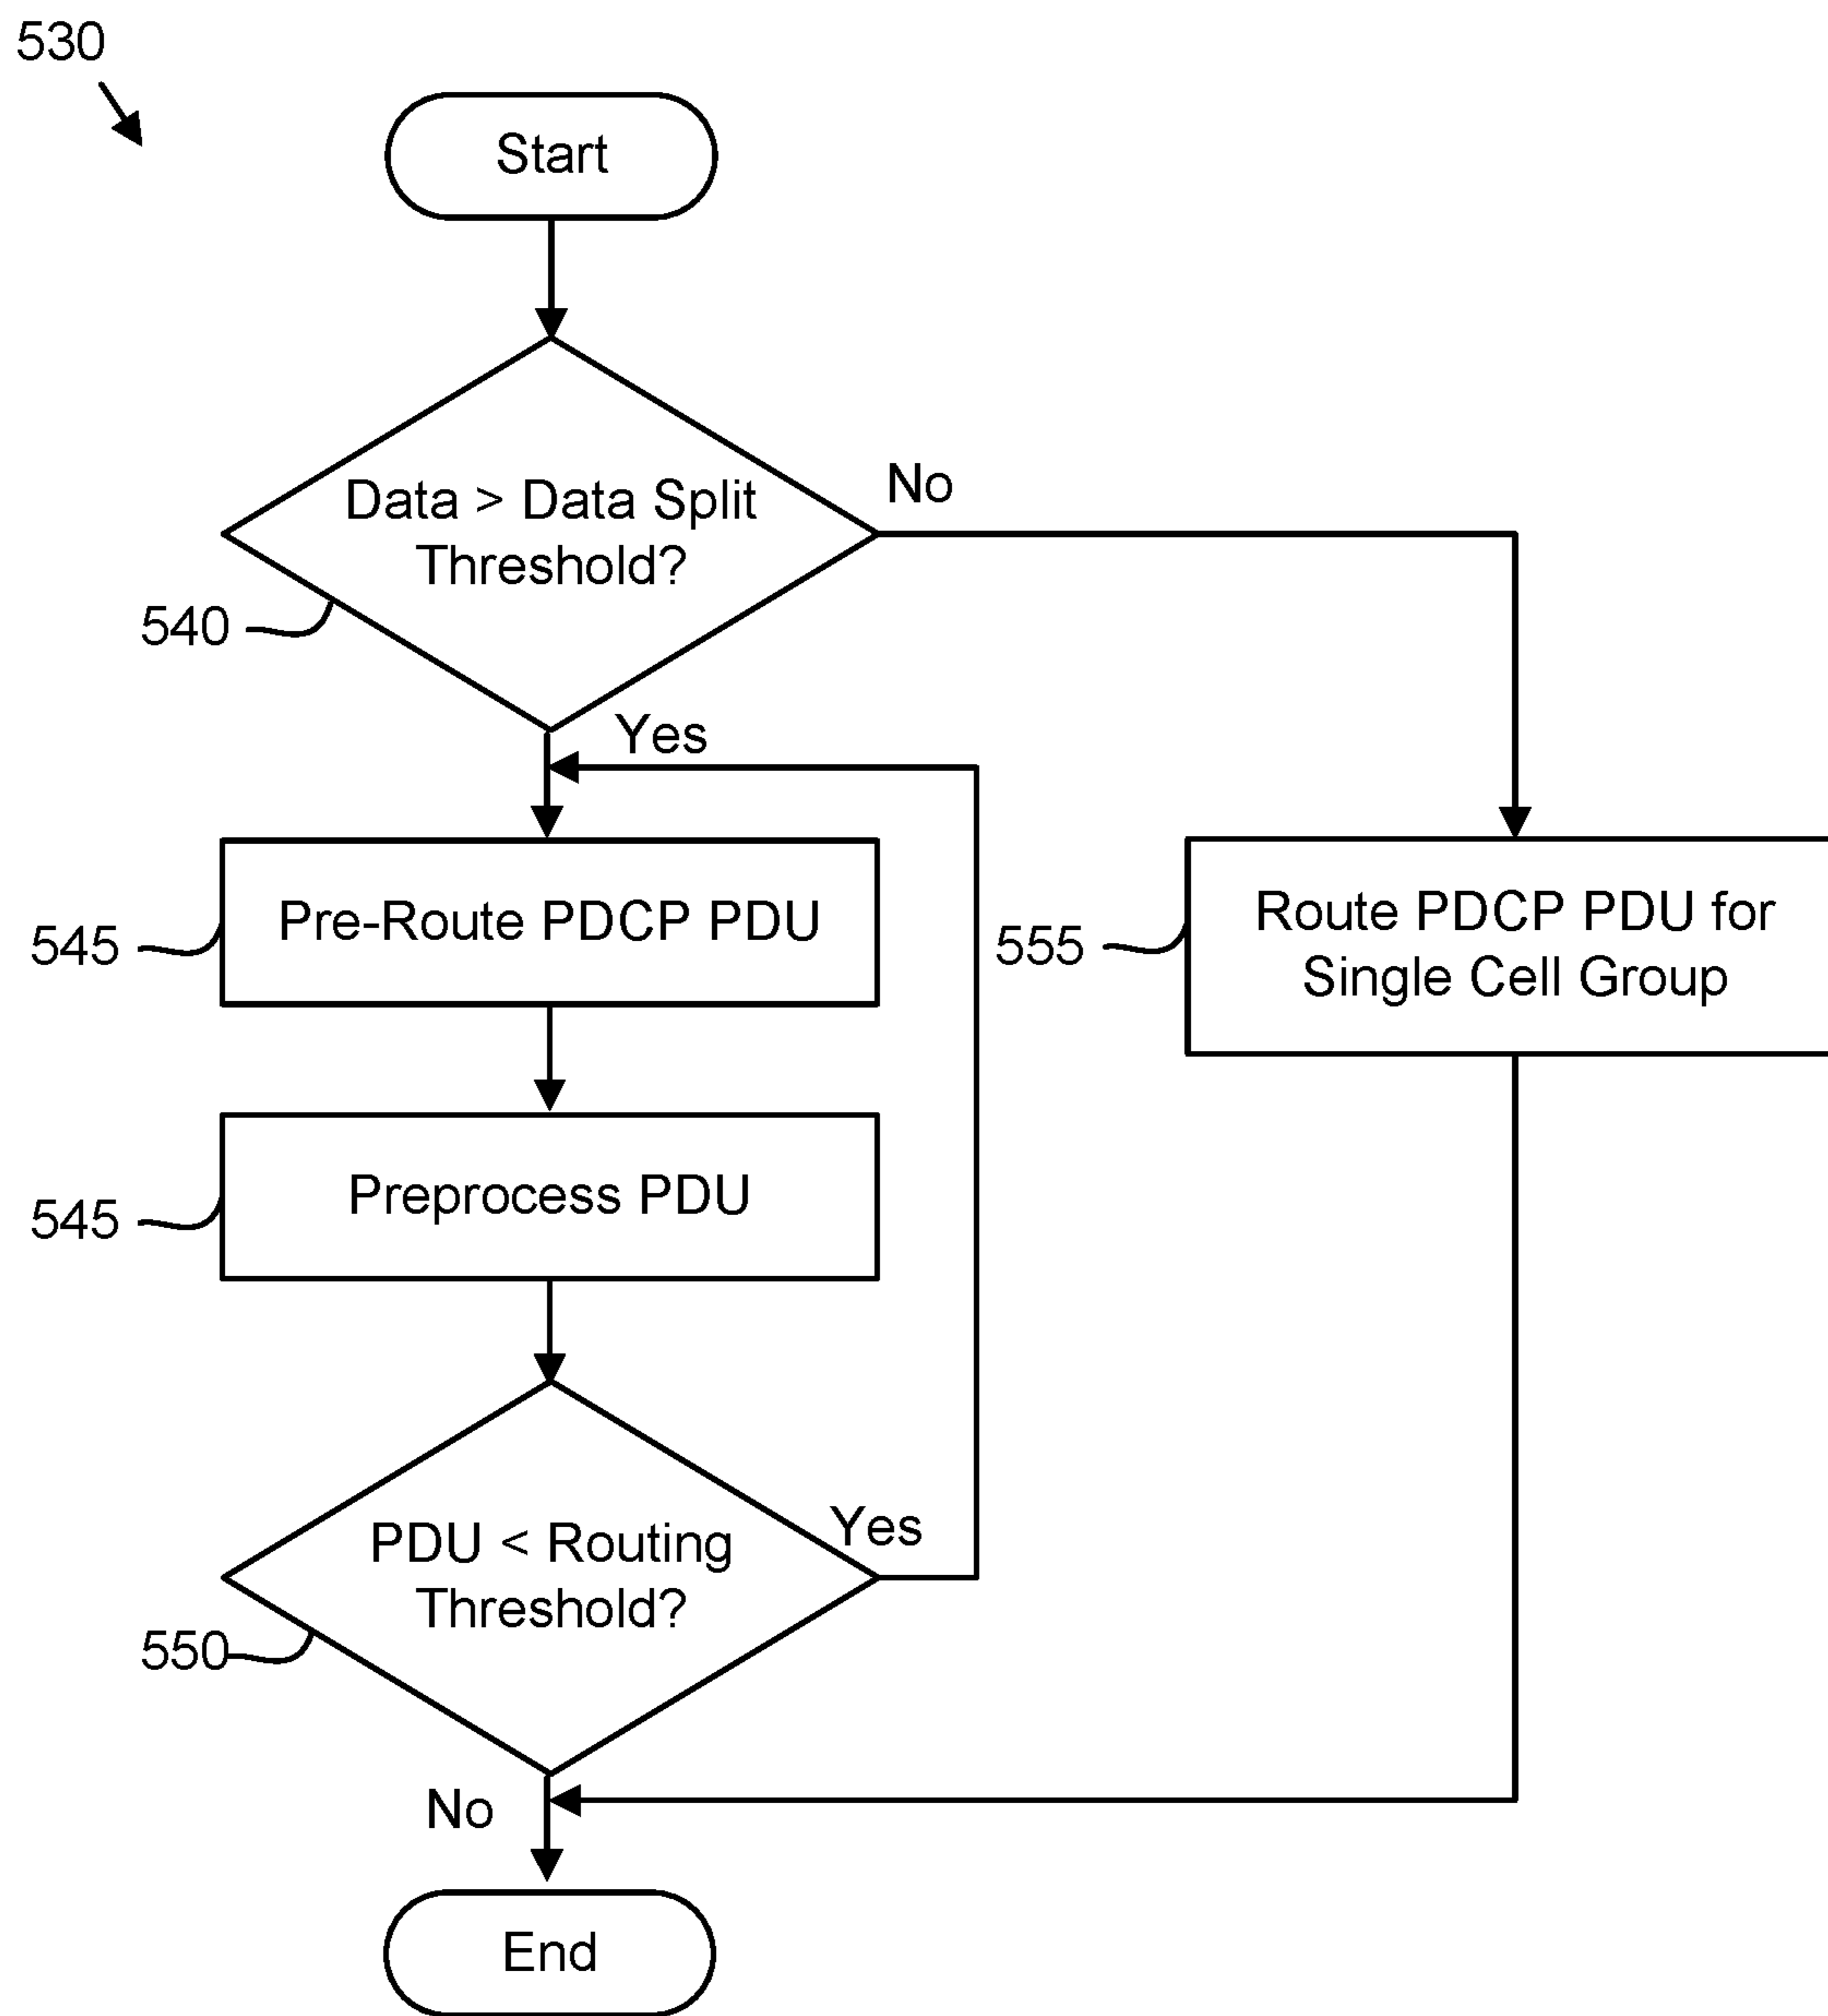 530
Start
Data > Data Split
Threshold?
No
540
Yes
Pre-Route PDCP PDU
545
Route PDCP PDU for
Single Cell Group
555
Preprocess PDU
545
PDU < Routing
Threshold?
Yes
550
No
End